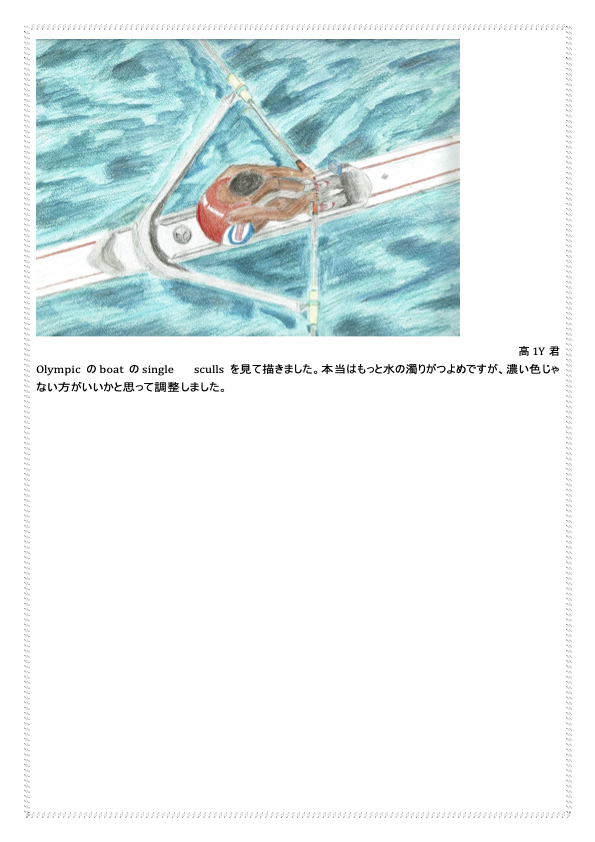 高 1Y 君
Olympic の boat の single　sculls を見て描きました。本当はもっと水の濁りがつよめですが、濃い色じゃ
ない方がいいかと思って調整しました。